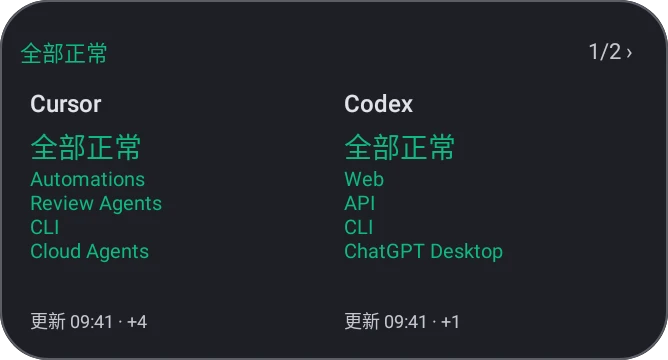 全部正常
1/2 ›
Cursor
全部正常
Automations
Review Agents
CLI
Cloud Agents
更新 09:41 · +4
Codex
全部正常
Web
API
CLI
ChatGPT Desktop
更新 09:41 · +1